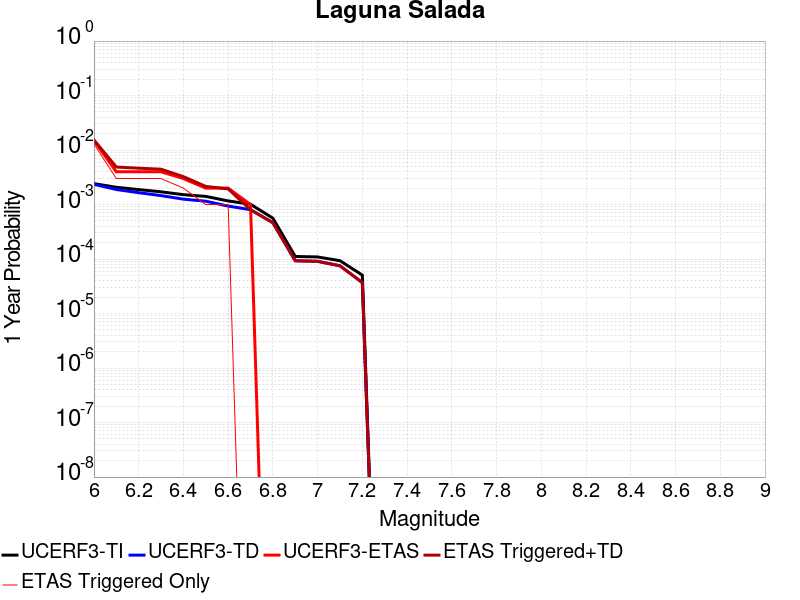 Laguna Salada
10^0
10^-1
10^-2
10^-3
10^-4
10^-5
10^-6
10^-7
10^-8
1 Year Probability
6 6.2 6.4 6.6 6.8 7 7.2 7.4 7.6 7.8 8 8.2 8.4 8.6 8.8 9
Magnitude
UCERF3-TI UCERF3-TD UCERF3-ETAS ETAS Triggered+TD
ETAS Triggered Only